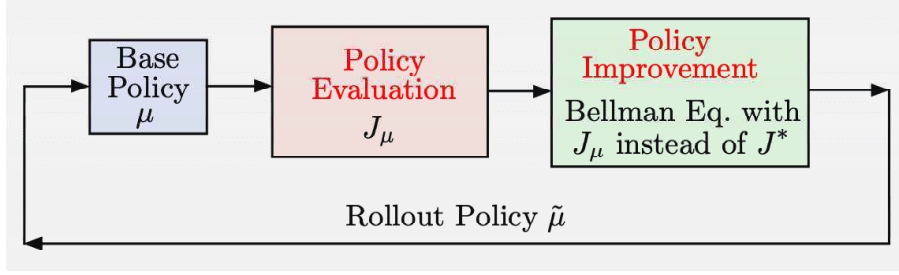 Base
Policy
μ
Policy
Evaluation
J_μ
Policy
Improvement
Bellman Eq. with
J_μ instead of J*
Rollout Policy μ̃